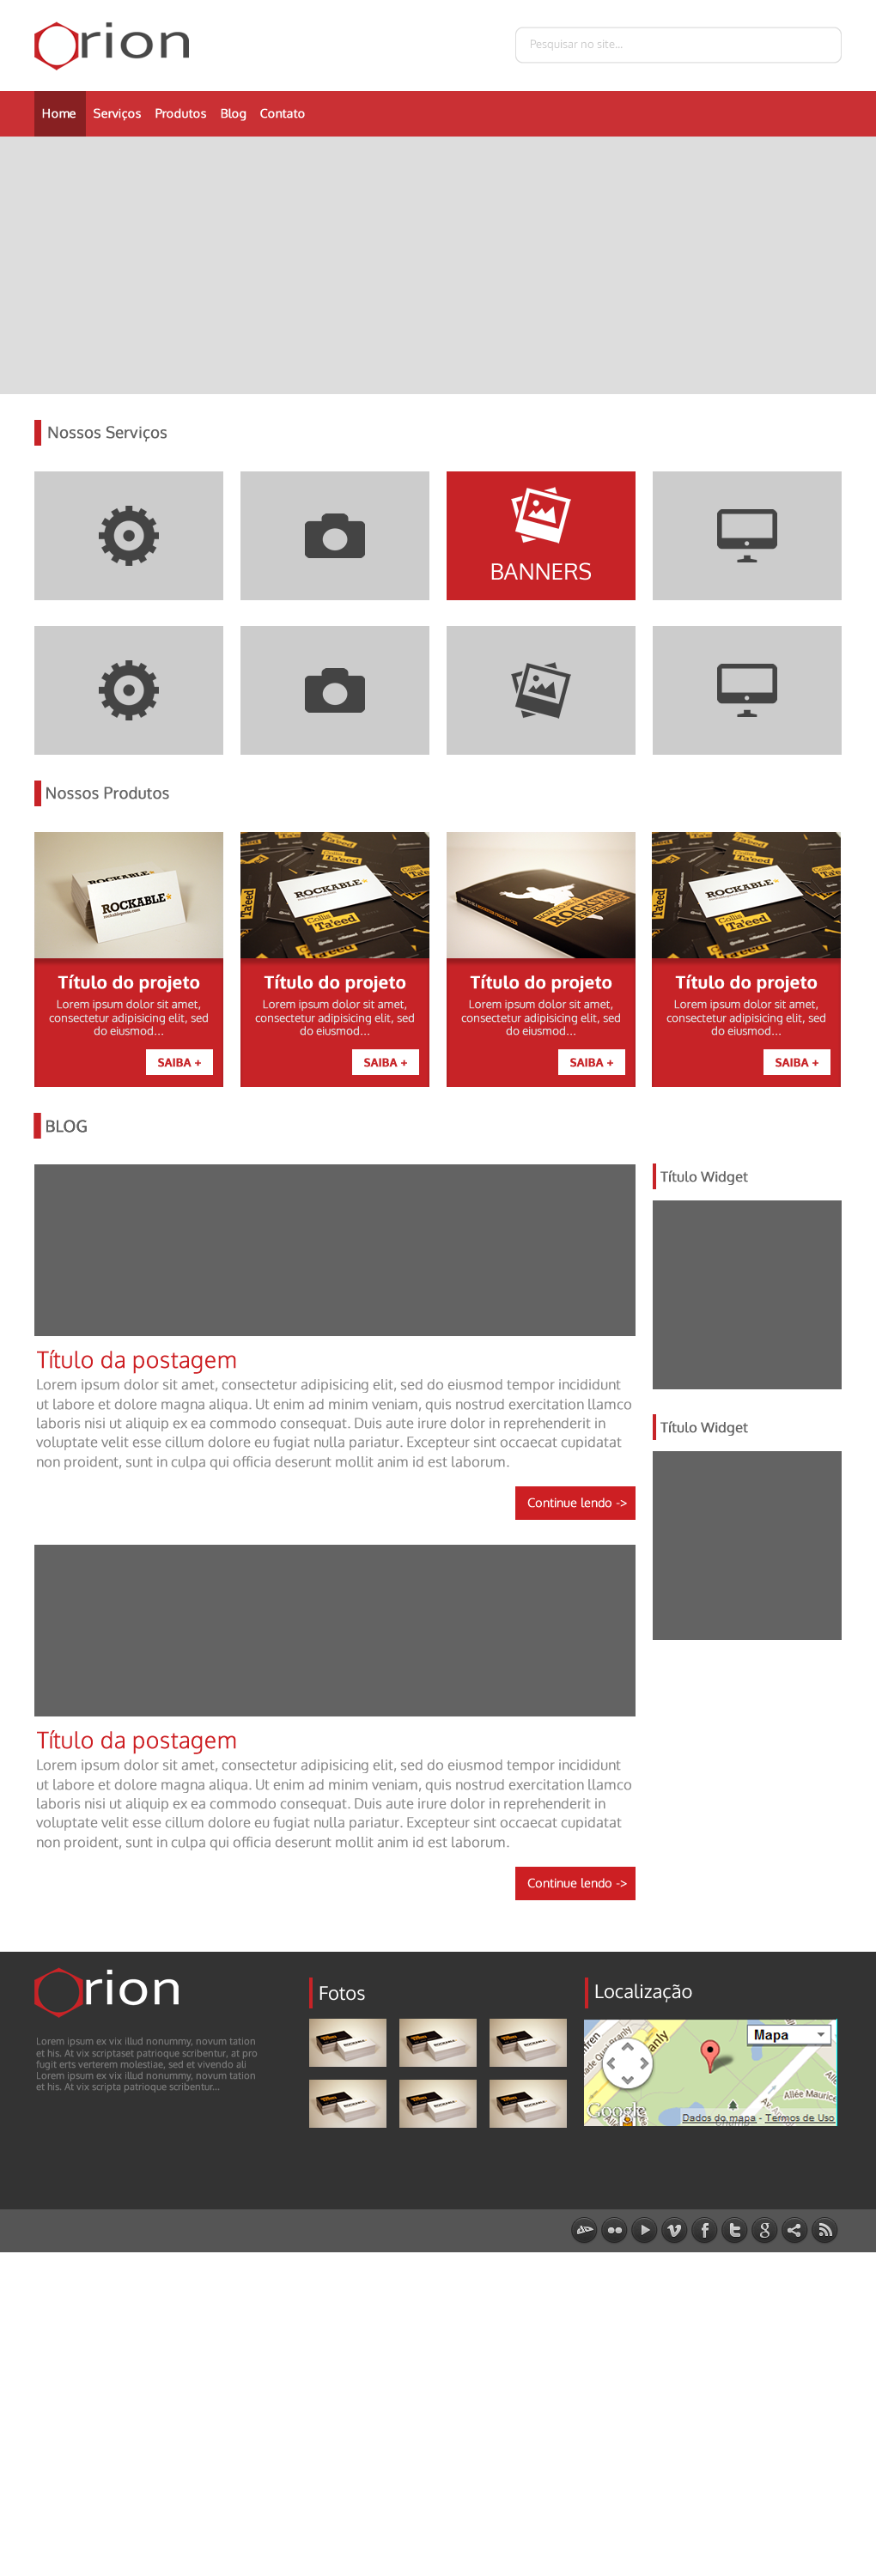 Orion
Pesquisar no site...
Home Serviços Produtos Blog Contato
Nossos Serviços
BANNERS
Nossos Produtos
ROCKABLE
ROCKABLE
Ta'eed
ROCKABLE
Collis
Ta'eed
ROCKSTAR
FREELANCER
ROCKABLE
Collis
Ta'eed
Título do projeto
Lorem ipsum dolor sit amet,
consectetur adipisicing elit, sed
do eiusmod...
SAIBA +
Título do projeto
Lorem ipsum dolor sit amet,
consectetur adipisicing elit, sed
do eiusmod...
SAIBA +
Título do projeto
Lorem ipsum dolor sit amet,
consectetur adipisicing elit, sed
do eiusmod...
SAIBA +
Título do projeto
Lorem ipsum dolor sit amet,
consectetur adipisicing elit, sed
do eiusmod...
SAIBA +
BLOG
Título da postagem
Lorem ipsum dolor sit amet, consectetur adipisicing elit, sed do eiusmod tempor incididunt
ut labore et dolore magna aliqua. Ut enim ad minim veniam, quis nostrud exercitation llamco
laboris nisi ut aliquip ex ea commodo consequat. Duis aute irure dolor in reprehenderit in
voluptate velit esse cillum dolore eu fugiat nulla pariatur. Excepteur sint occaecat cupidatat
non proident, sunt in culpa qui officia deserunt mollit anim id est laborum.
Continue lendo ->
Título da postagem
Lorem ipsum dolor sit amet, consectetur adipisicing elit, sed do eiusmod tempor incididunt
ut labore et dolore magna aliqua. Ut enim ad minim veniam, quis nostrud exercitation llamco
laboris nisi ut aliquip ex ea commodo consequat. Duis aute irure dolor in reprehenderit in
voluptate velit esse cillum dolore eu fugiat nulla pariatur. Excepteur sint occaecat cupidatat
non proident, sunt in culpa qui officia deserunt mollit anim id est laborum.
Continue lendo ->
Título Widget
Título Widget
Orion
Lorem ipsum ex vix illud nonummy, novum tation
et his. At vix scriptaset patrioque scribentur, at pro
fugit erts verterem molestiae, sed et vivendo ali
Lorem ipsum ex vix illud nonummy, novum tation
et his. At vix scripta patrioque scribentur...
Fotos
Localização
Mapa
Allée Maurice
Google
Dados do mapa - Termos de Uso